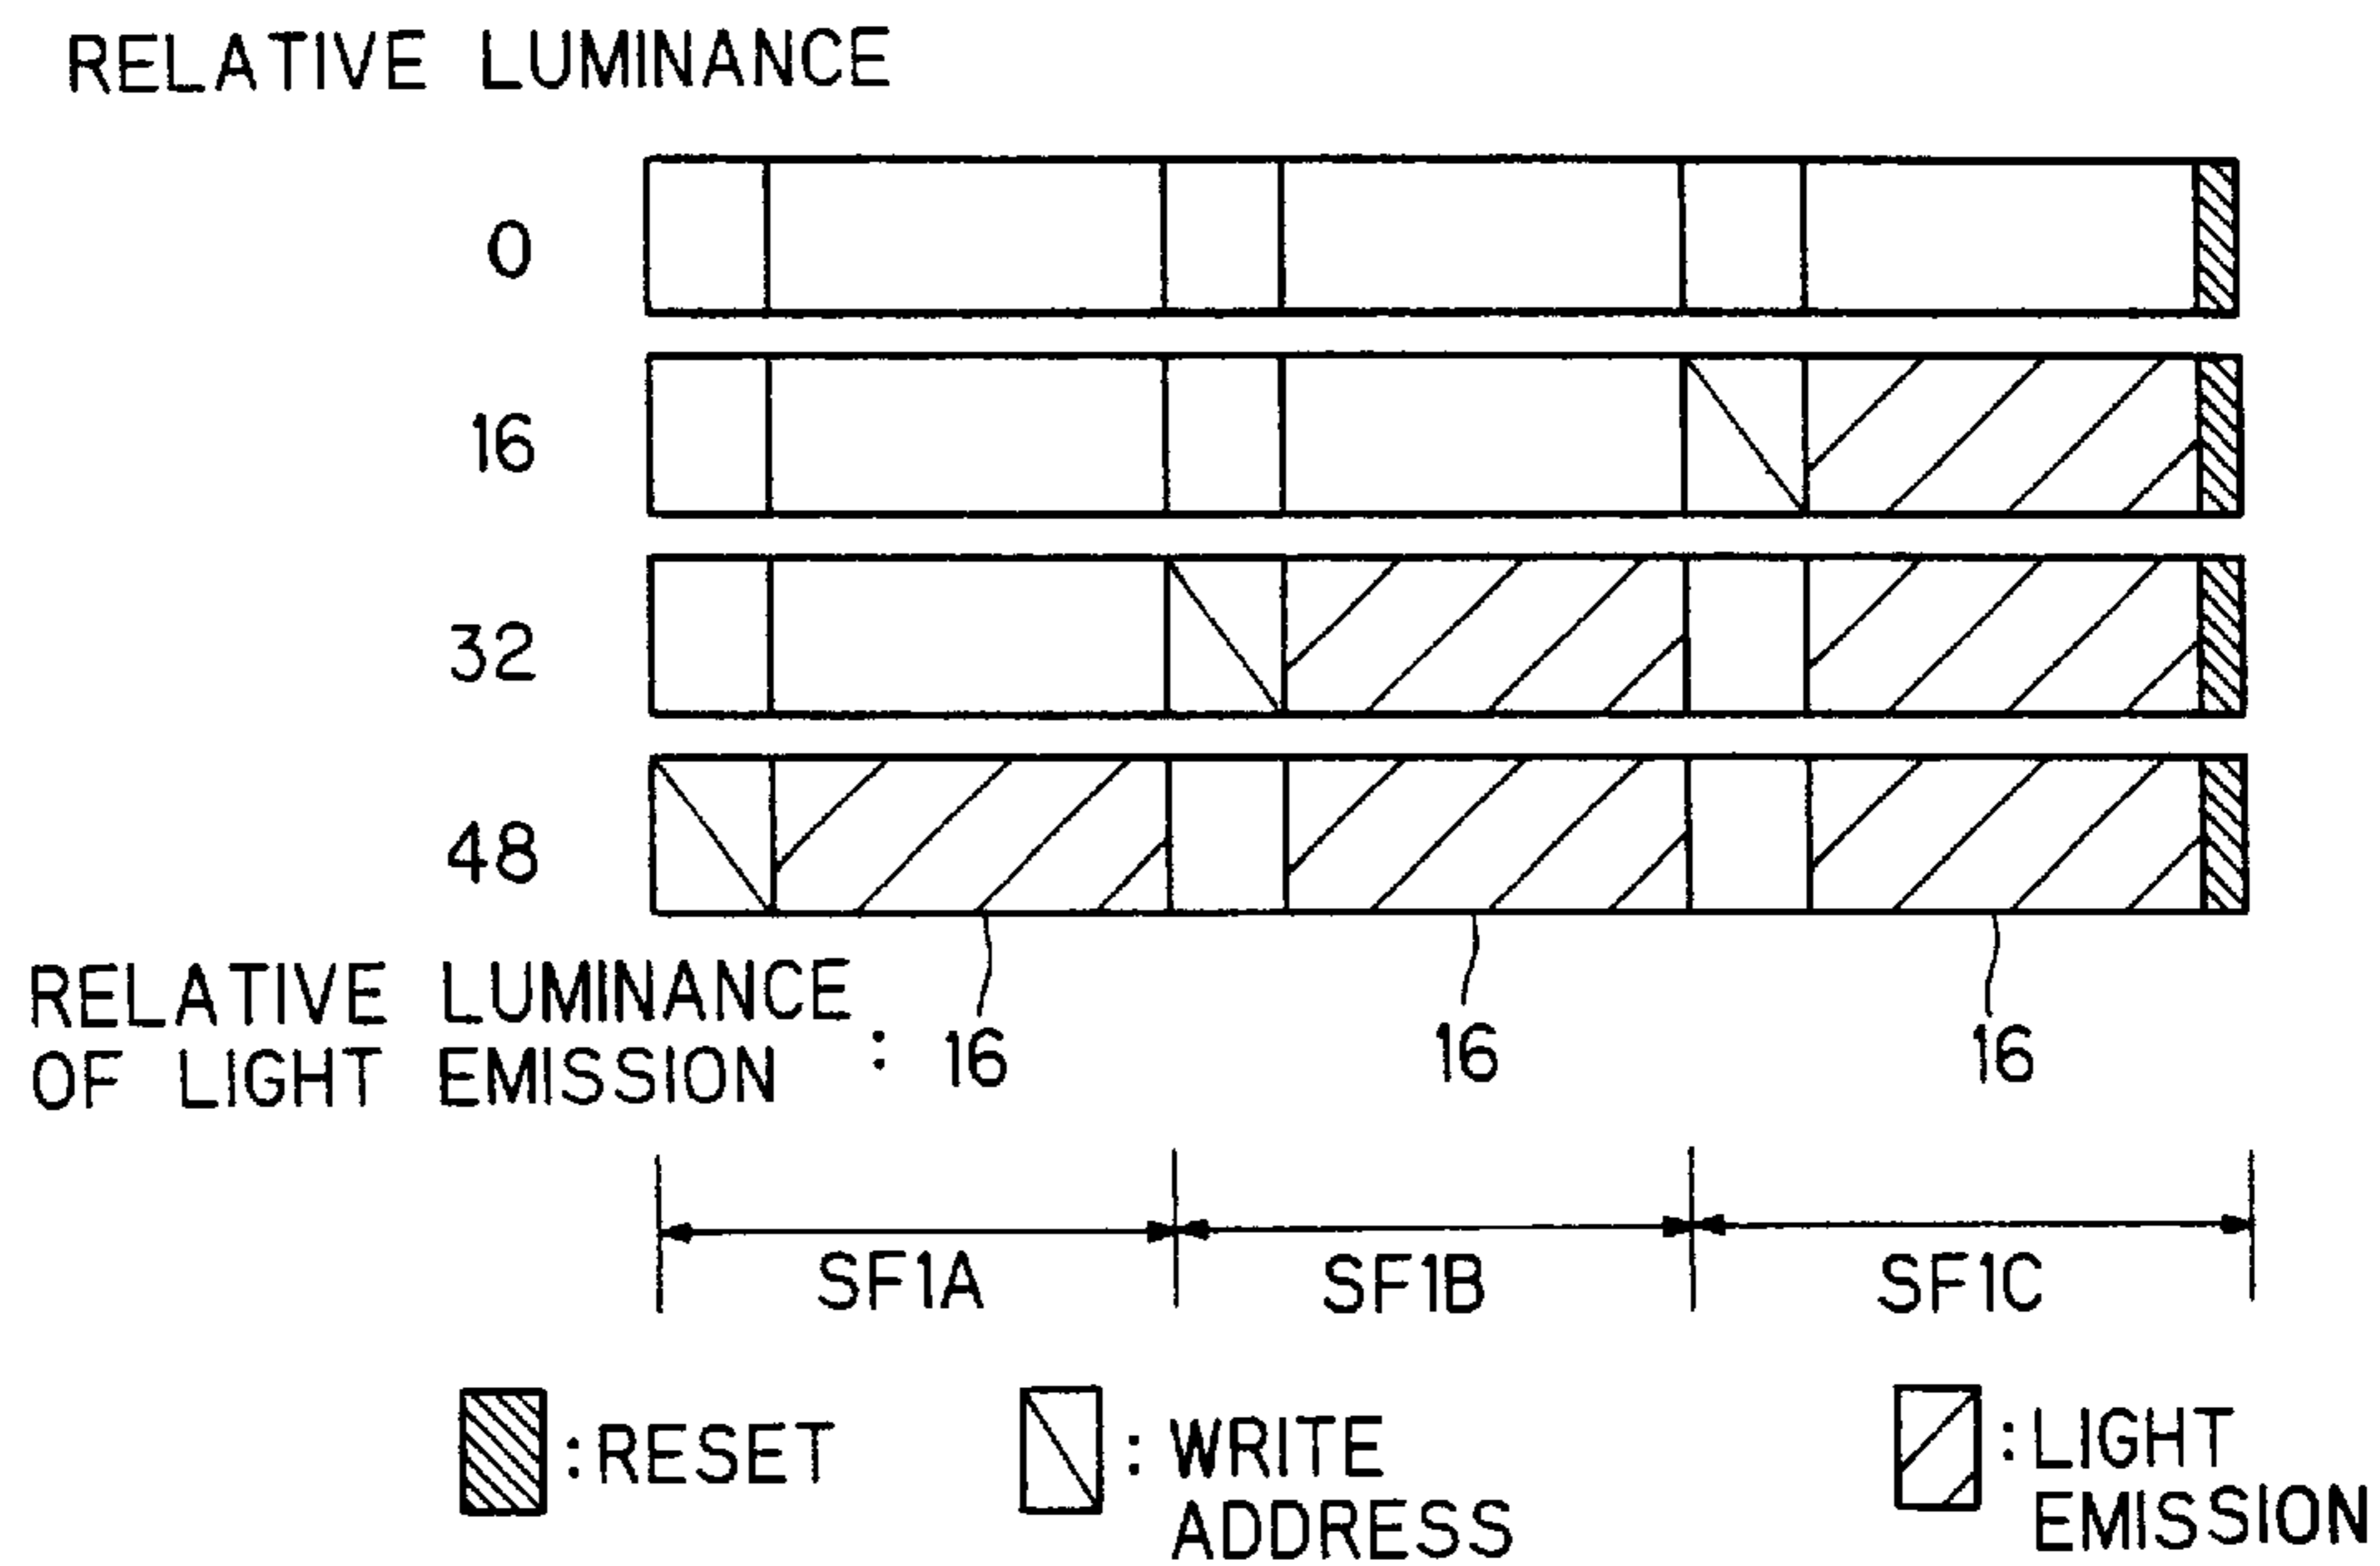 RELATIVE LUMINANCE
0
16
32
48
RELATIVE LUMINANCE
OF LIGHT EMISSION : 16 16 16
SF1A SF1B SF1C
:RESET : WRITE ADDRESS :LIGHT EMISSION